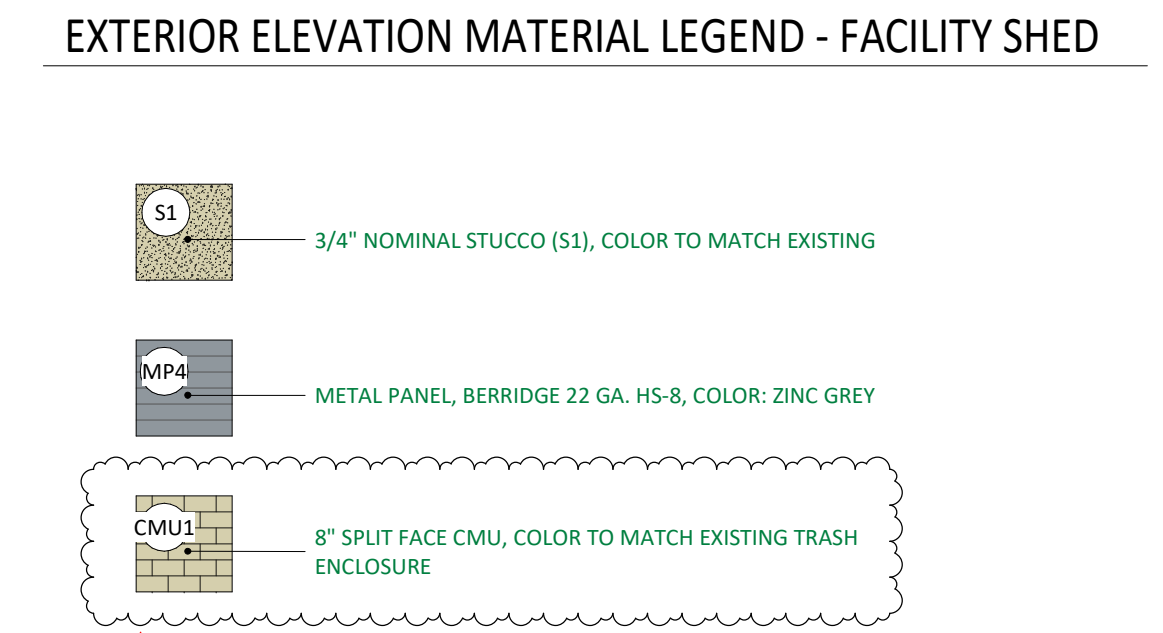 EXTERIOR ELEVATION MATERIAL LEGEND - FACILITY SHED
S1
3/4" NOMINAL STUCCO (S1), COLOR TO MATCH EXISTING
MP4
METAL PANEL, BERRIDGE 22 GA. HS-8, COLOR: ZINC GREY
CMU1
8" SPLIT FACE CMU, COLOR TO MATCH EXISTING TRASH
ENCLOSURE